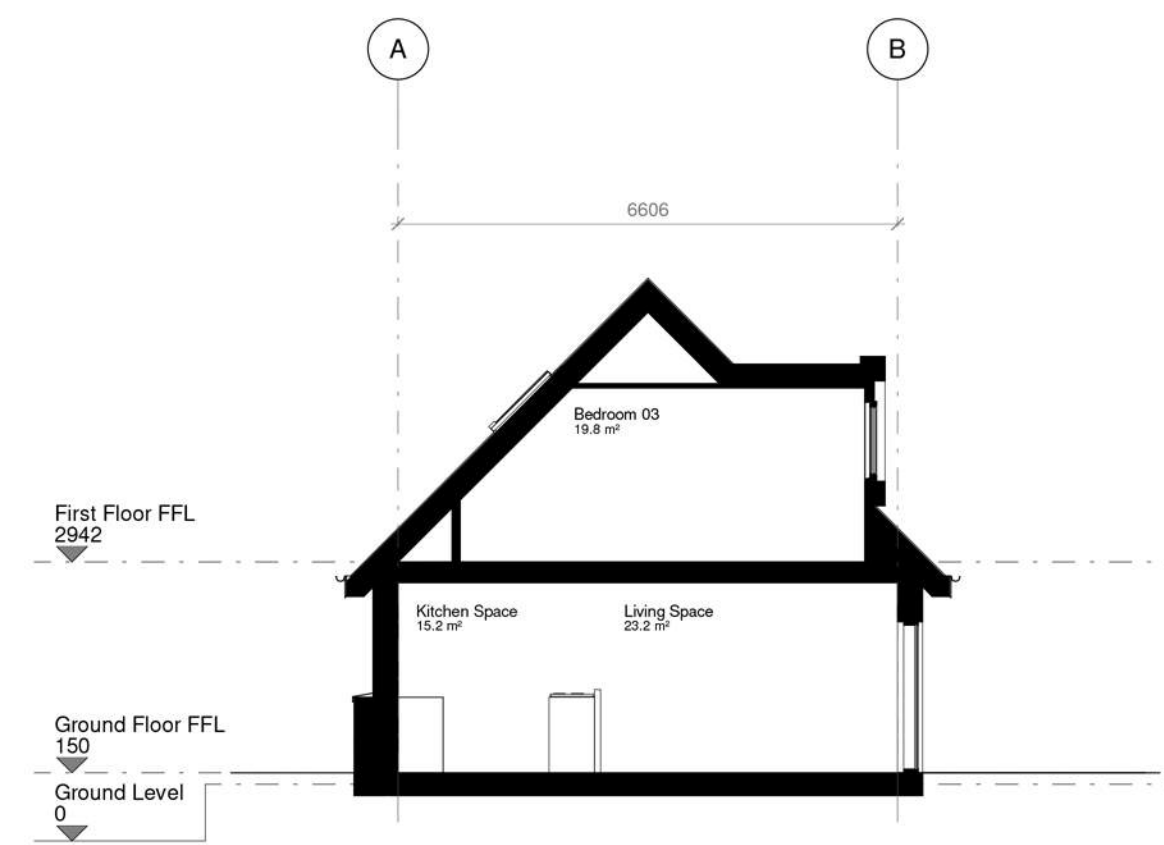 A
B
6606
Bedroom 03
19.8 m²
First Floor FFL
2942
Kitchen Space
15.2 m²
Living Space
23.2 m²
Ground Floor FFL
150
Ground Level
0